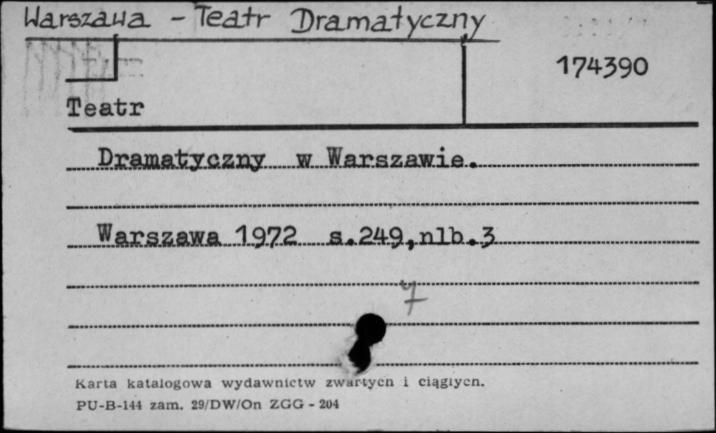 Warszawa - Teatr Dramatyczny
174390
Teatr
Dramatyczny w Warszawie.
Warszawa 1972 s.249,nlb.3
7
Karta katalogowa wydawnictw zwartych i ciągłych.
PU-B-144 zam. 29/DW/On ZGG - 204